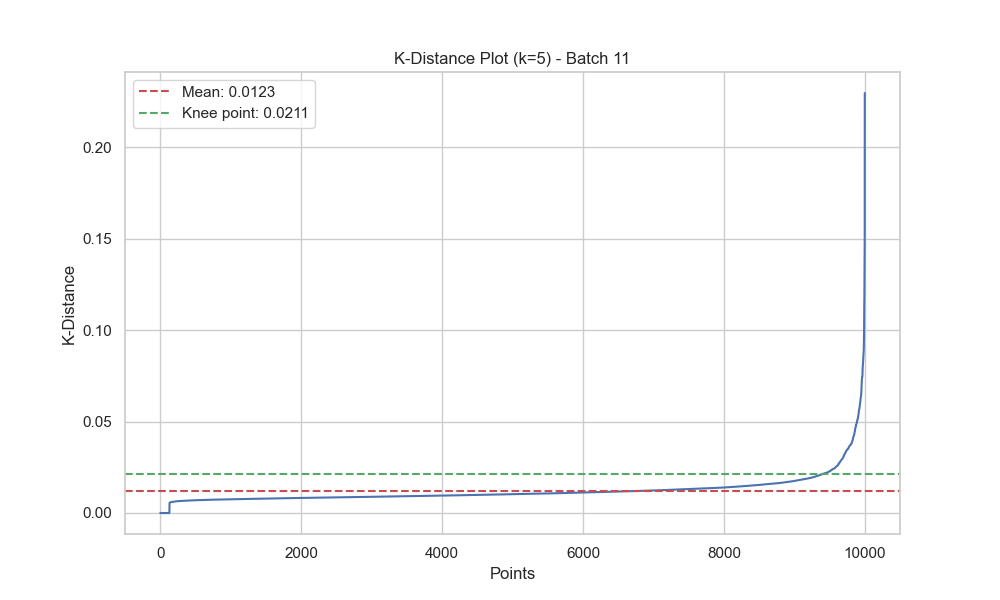 K-Distance Plot (k=5) - Batch 11
Mean: 0.0123
Knee point: 0.0211
0.20
0.15
0.10
0.05
0.00
K-Distance
0 2000 4000 6000 8000 10000
Points